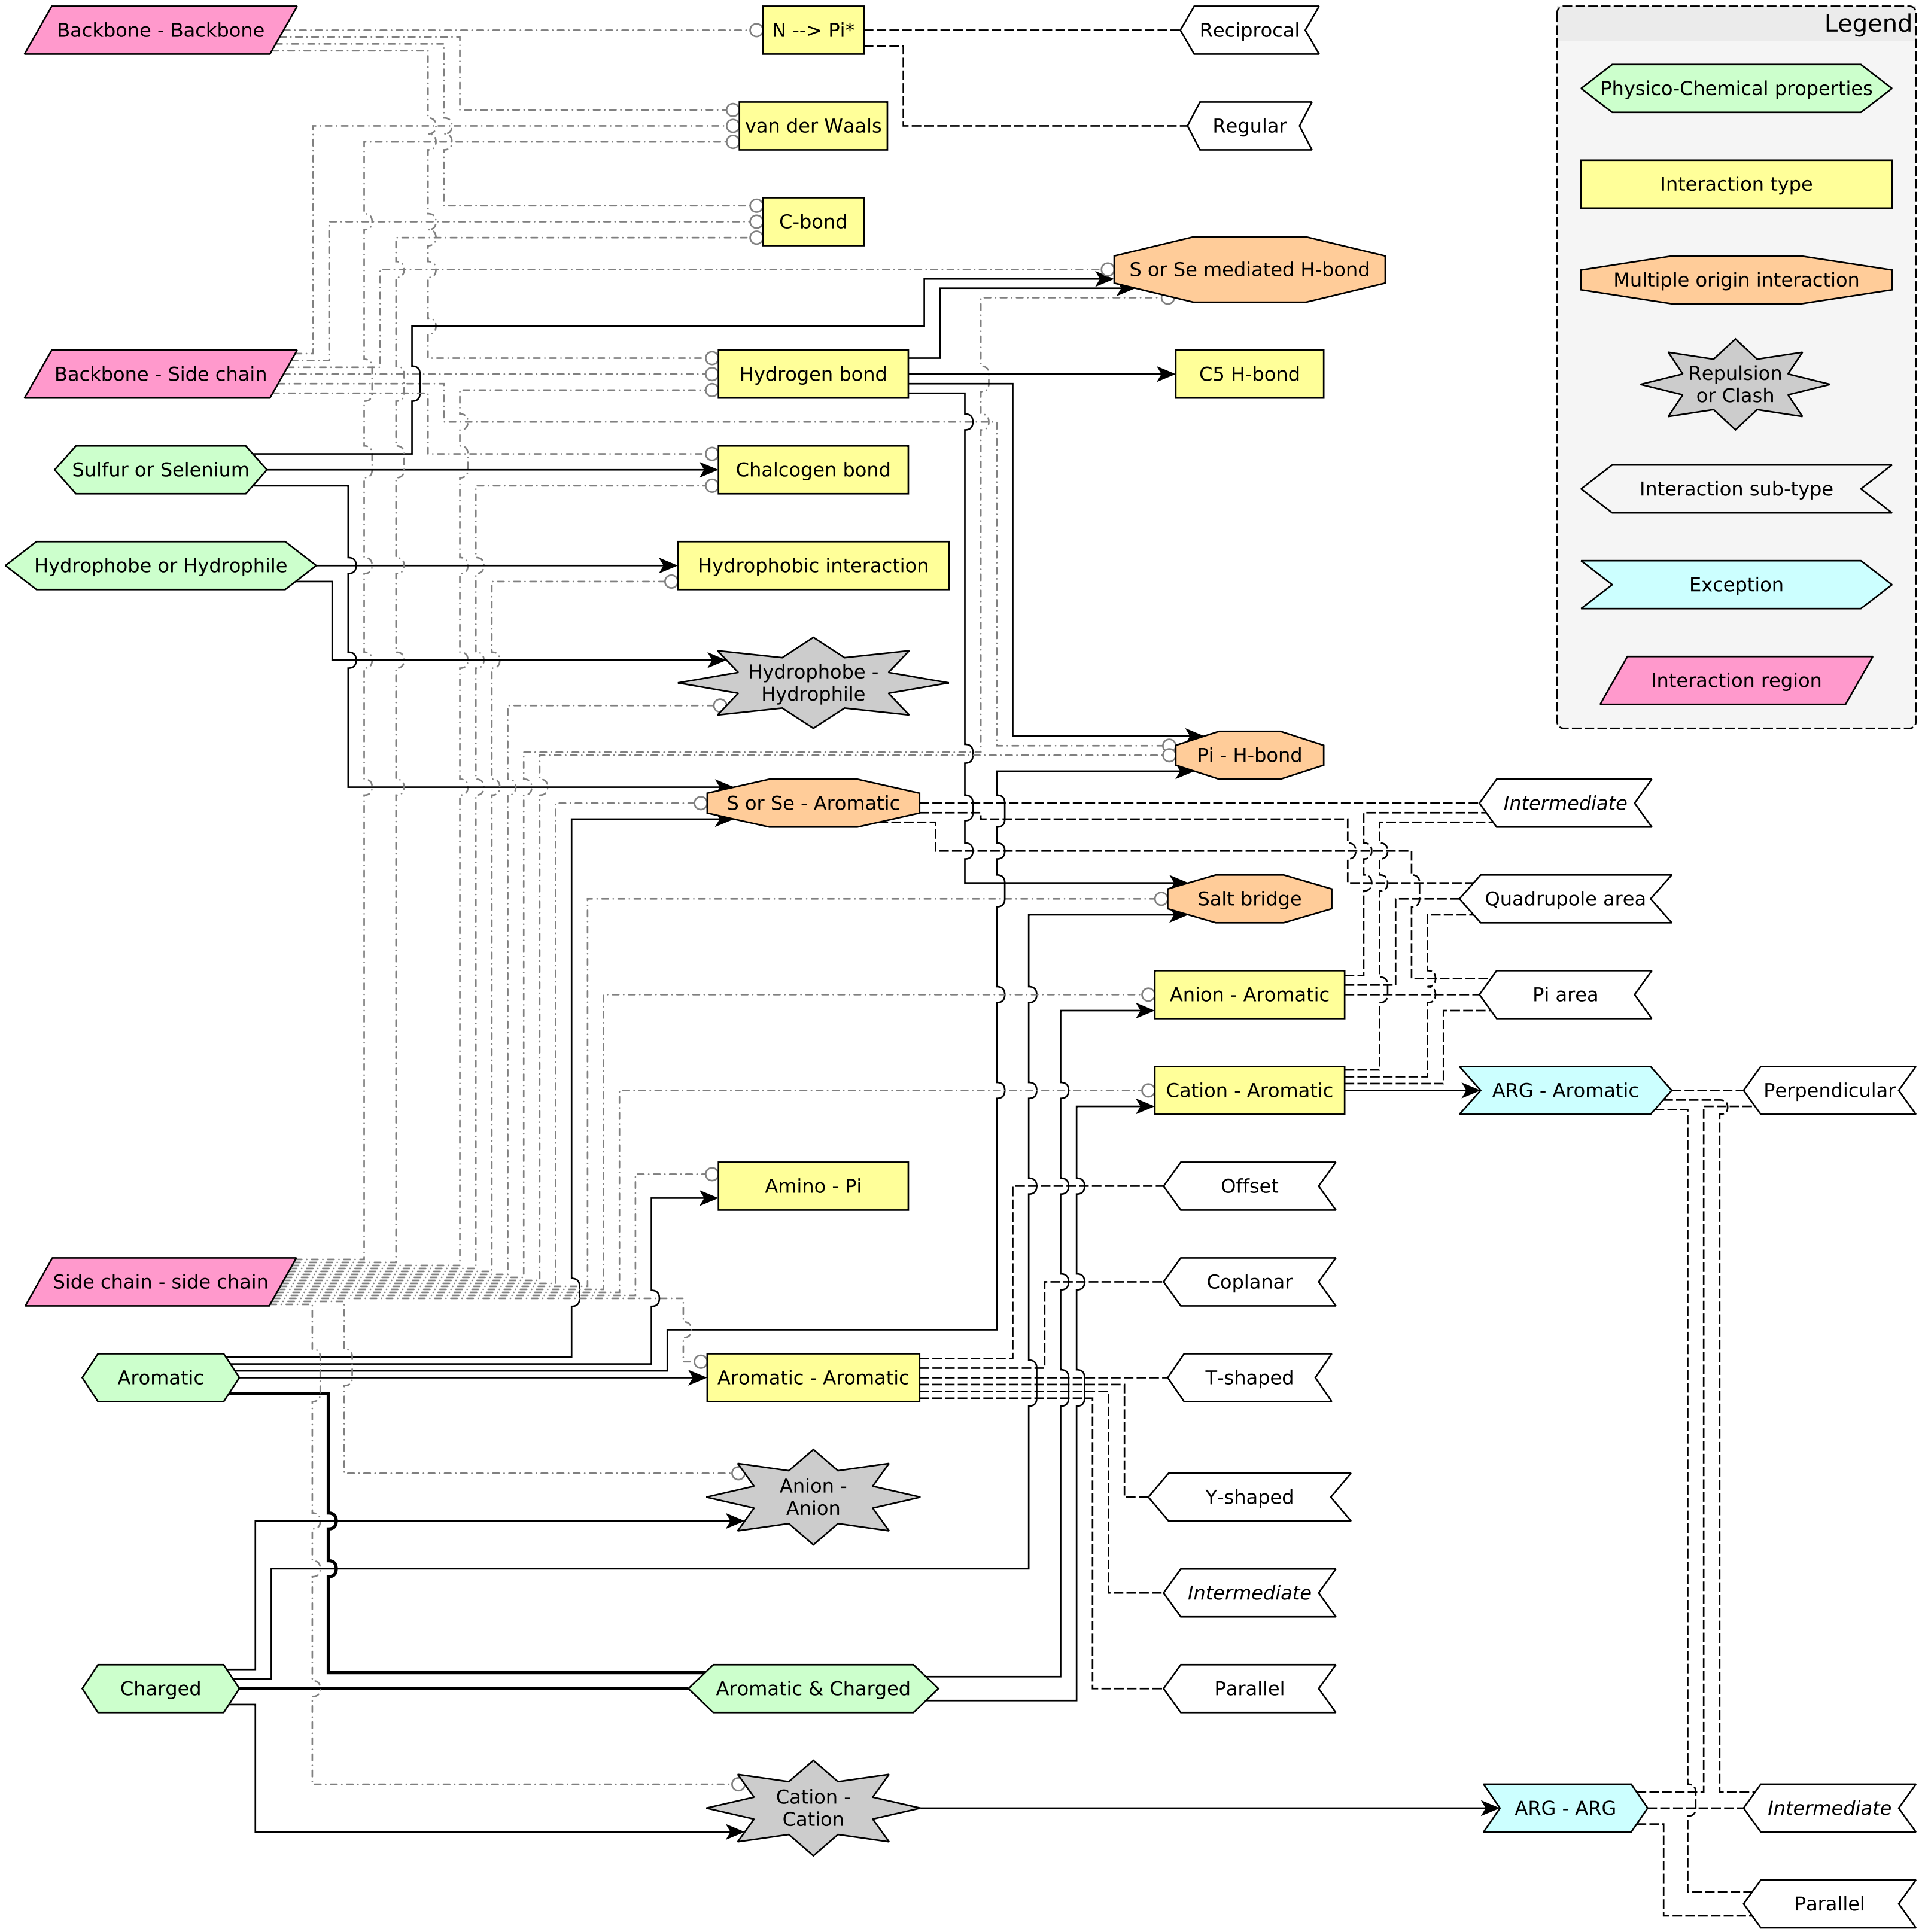 Backbone - Backbone
N --> Pi*
Reciprocal
Legend
Physico-Chemical properties
van der Waals
Regular
Interaction type
C-bond
S or Se mediated H-bond
Multiple origin interaction
Backbone - Side chain
Hydrogen bond
C5 H-bond
Repulsion
or Clash
Sulfur or Selenium
Chalcogen bond
Interaction sub-type
Hydrophobe or Hydrophile
Hydrophobic interaction
Exception
Hydrophobe -
Hydrophile
Interaction region
Pi - H-bond
S or Se - Aromatic
Intermediate
Salt bridge
Quadrupole area
Anion - Aromatic
Pi area
Cation - Aromatic
ARG - Aromatic
Perpendicular
Amino - Pi
Offset
Side chain - side chain
Coplanar
Aromatic
Aromatic - Aromatic
T-shaped
Anion -
Anion
Y-shaped
Intermediate
Charged
Aromatic & Charged
Parallel
Cation -
Cation
ARG - ARG
Intermediate
Parallel